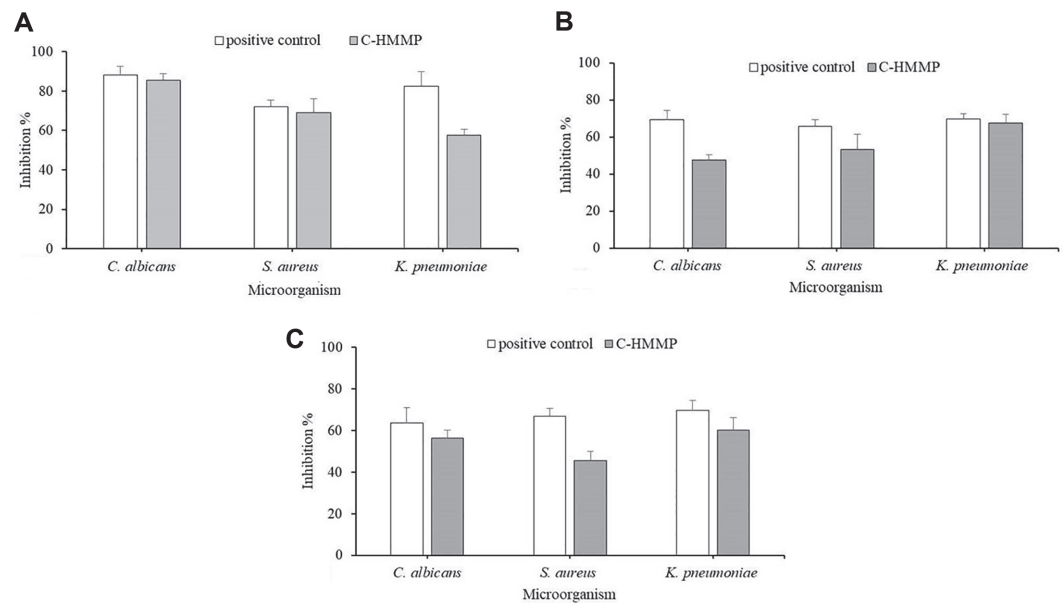 A
positive control C-HMMP
100
80
60
40
20
0
Inhibition %
C. albicans S. aureus K. pneumoniae
Microorganism
B
positive control C-HMMP
100
80
60
40
20
0
Inhibition %
C. albicans S. aureus K. pneumoniae
Microorganism
C
positive control C-HMMP
100
80
60
40
20
0
Inhibition %
C. albicans S. aureus K. pneumoniae
Microorganism